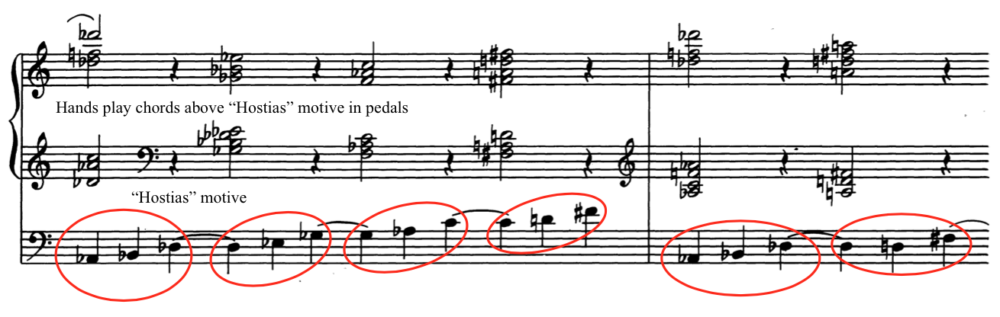 Hands play chords above “Hostias” motive in pedals
“Hostias” motive